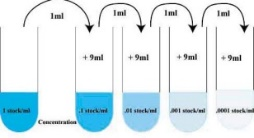 1ml 1ml 1ml 1ml
+ 9ml + 9ml + 9ml + 9ml
1 stock/ml .1 stock/ml .01 stock/ml .001 stock/ml .0001 stock/ml
Concentration